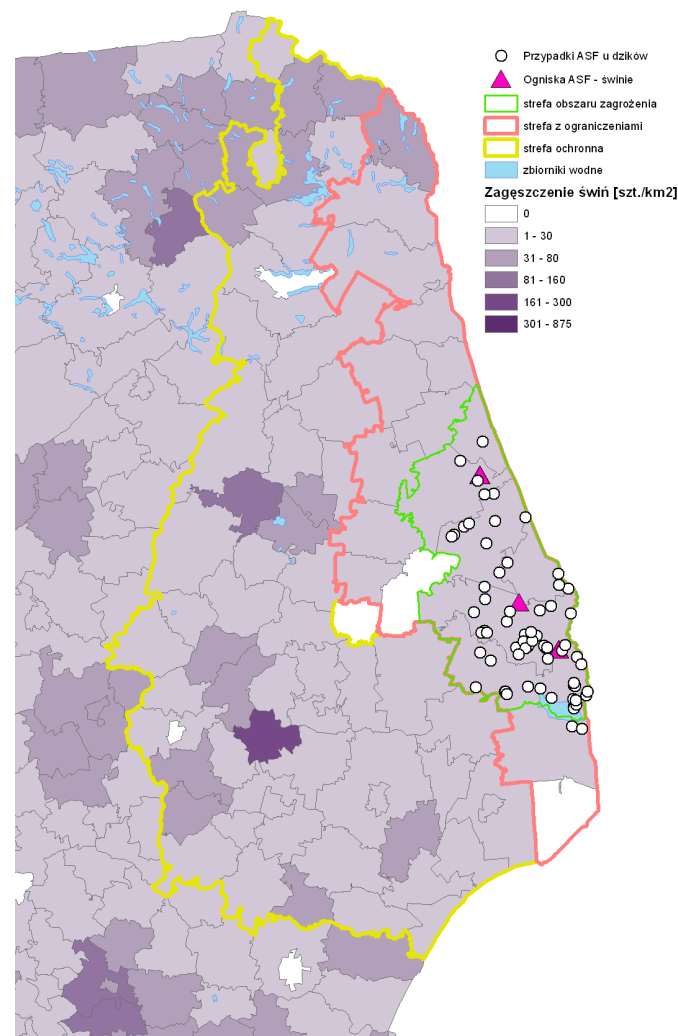 Przypadki ASF u dzików
Ogniska ASF - świnie
strefa obszaru zagrożenia
strefa z ograniczeniami
strefa ochronna
zbiorniki wodne
Zagęszczenie świń [szt./km2]
0
1 - 30
31 - 80
81 - 160
161 - 300
301 - 875